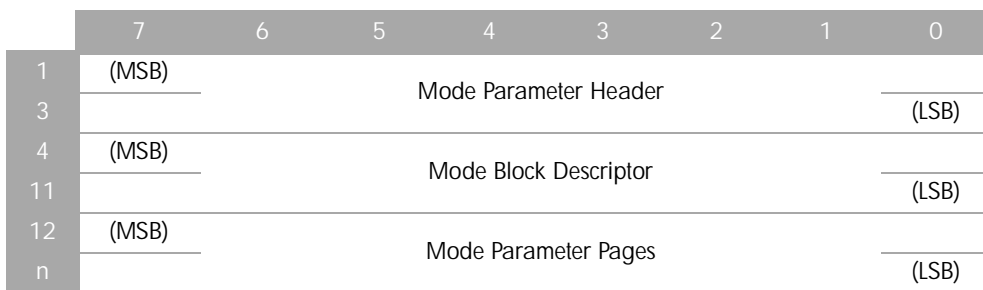 7 6 5 4 3 2 1 0
1 (MSB)
Mode Parameter Header
3 (LSB)
4 (MSB)
Mode Block Descriptor
11 (LSB)
12 (MSB)
Mode Parameter Pages
n (LSB)